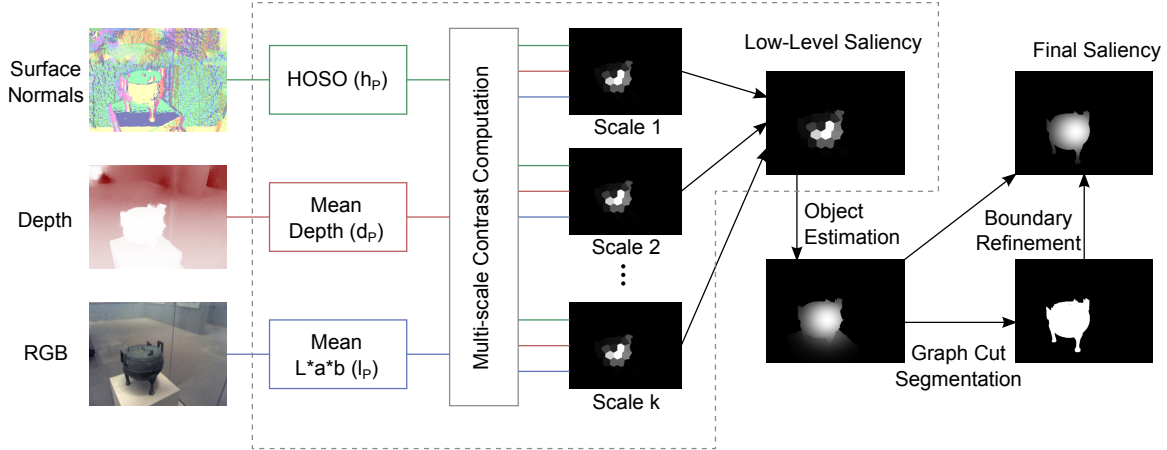 Surface
Normals
HOSO (hP)
Depth
Mean
Depth (dP)
RGB
Mean
L*a*b (lP)
Multi-scale Contrast Computation
Scale 1
Scale 2
Scale k
Low-Level Saliency
Object
Estimation
Graph Cut
Segmentation
Final Saliency
Boundary
Refinement